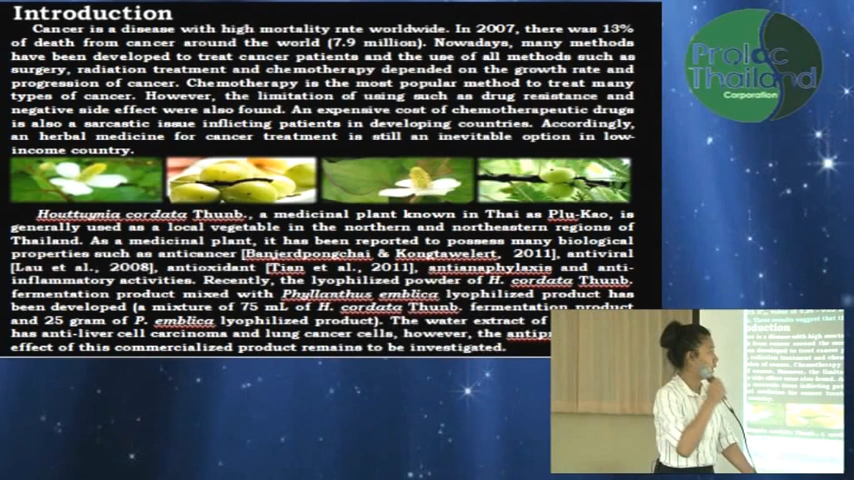 Introduction
Cancer is a disease with high mortality rate worldwide. In 2007, there was 13%
of death from cancer around the world (7.9 million). Nowadays, many methods
have been developed to treat cancer patients and the use of all methods such as
surgery, radiation treatment and chemotherapy depended on the growth rate and
progression of cancer. Chemotherapy is the most popular method to treat many
types of cancer. However, the limitation of using such as drug resistance and
negative side effect were also found. An expensive cost of chemotherapeutic drugs
is also a sarcastic issue inflicting patients in developing countries. Accordingly,
an herbal medicine for cancer treatment is still an inevitable option in low-
income country.
Houttuynia cordata Thunb., a medicinal plant known in Thai as Plu-Kao, is
generally used as a local vegetable in the northern and northeastern regions of
Thailand. As a medicinal plant, it has been reported to possess many biological
properties such as anticancer [Banjerdpongchai & Kongtawelert, 2011], antiviral
[Lau et al., 2008], antioxidant [Tian et al., 2011], antianaphylaxis and anti-
inflammatory activities. Recently, the lyophilized powder of H. cordata Thunb.
fermentation product mixed with Phyllanthus emblica lyophilized product has
been developed (a mixture of 75 mL of H. cordata Thunb. fermentation product
and 25 gram of P. emblica lyophilized product). The water extract of
has anti-liver cell carcinoma and lung cancer cells, however, the
effect of this commercialized product remains to be investigated.
Prolac
Thailand
Corporation